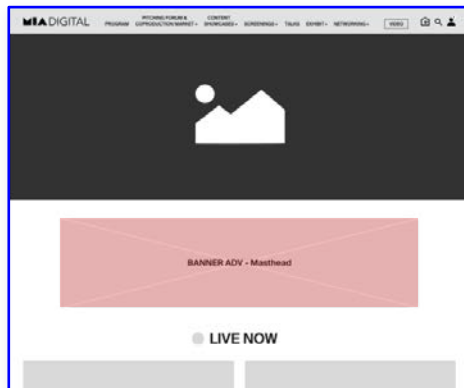 MIA DIGITAL
PROGRAM PITCHING FORUM & COPRODUCTION MARKET CONTENT SHOWCASES SCREENINGS TALKS EXHIBIT NETWORKING VIDEO
BANNER ADV - Masthead
LIVE NOW